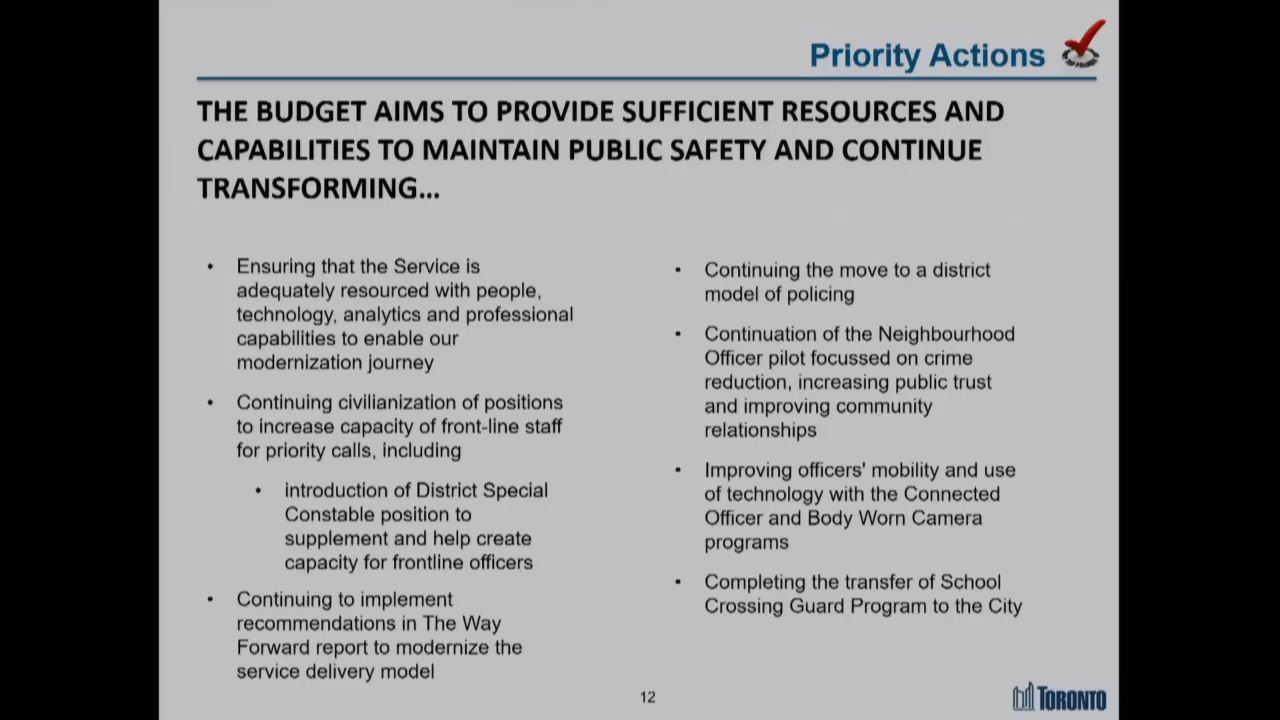 Priority Actions
THE BUDGET AIMS TO PROVIDE SUFFICIENT RESOURCES AND
CAPABILITIES TO MAINTAIN PUBLIC SAFETY AND CONTINUE
TRANSFORMING...
• Ensuring that the Service is
adequately resourced with people,
technology, analytics and professional
capabilities to enable our
modernization journey
• Continuing civilianization of positions
to increase capacity of front-line staff
for priority calls, including
• introduction of District Special
Constable position to
supplement and help create
capacity for frontline officers
• Continuing to implement
recommendations in The Way
Forward report to modernize the
service delivery model
• Continuing the move to a district
model of policing
• Continuation of the Neighbourhood
Officer pilot focussed on crime
reduction, increasing public trust
and improving community
relationships
• Improving officers' mobility and use
of technology with the Connected
Officer and Body Worn Camera
programs
• Completing the transfer of School
Crossing Guard Program to the City
12
TORONTO